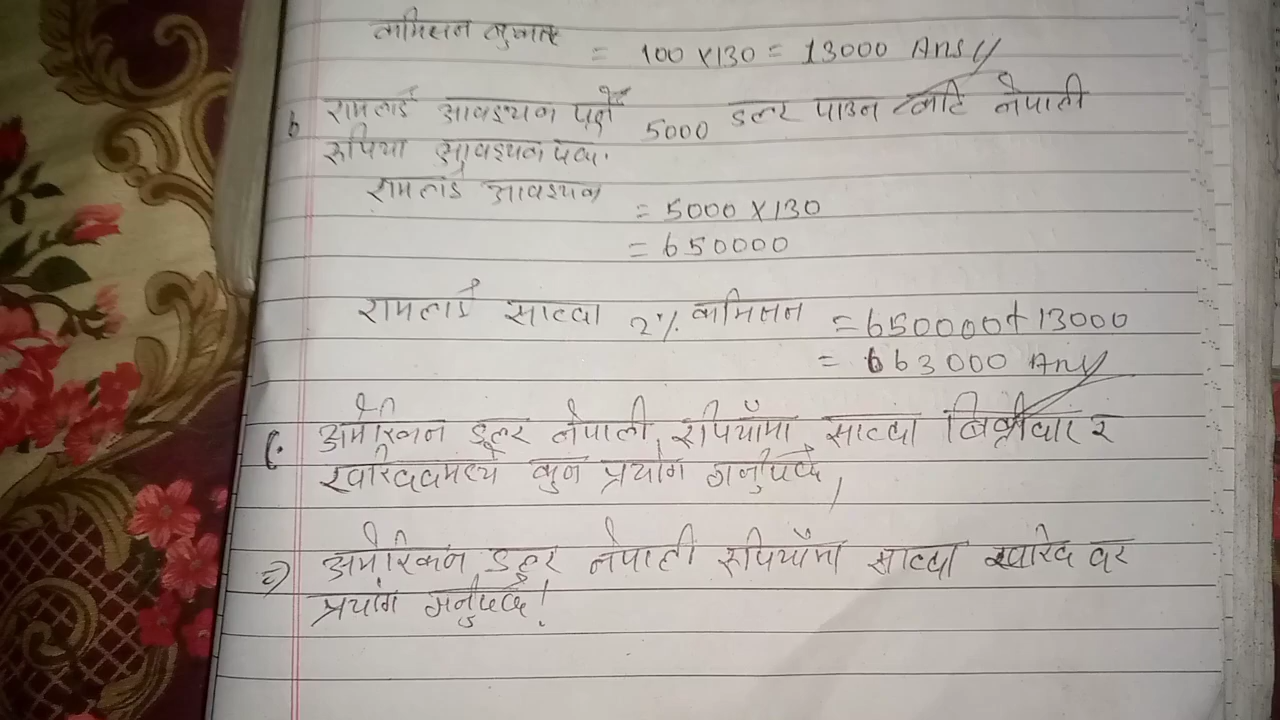 कमिसन
= 100 x 130 = 13000 Ans
b रामलाई आवश्यक पर्ने 5000 डलर पाउन कति नेपाली
रुपिया आवश्यक पर्छ.
रामलाई आवश्यक
= 5000 x 130
= 650000
रामलाई साट्दा 2% कमिसन = 650000 + 13000
= 663000 Ans
C. अमेरिकन डलर नेपाली रुपियाँमा साट्दा बिक्रीदर र
खरिददरमध्ये कुन प्रयोग गर्नुपर्छ,
c) अमेरिकन डलर नेपाली रुपियाँमा साट्दा खरिद दर
प्रयोग गर्नुपर्छ!